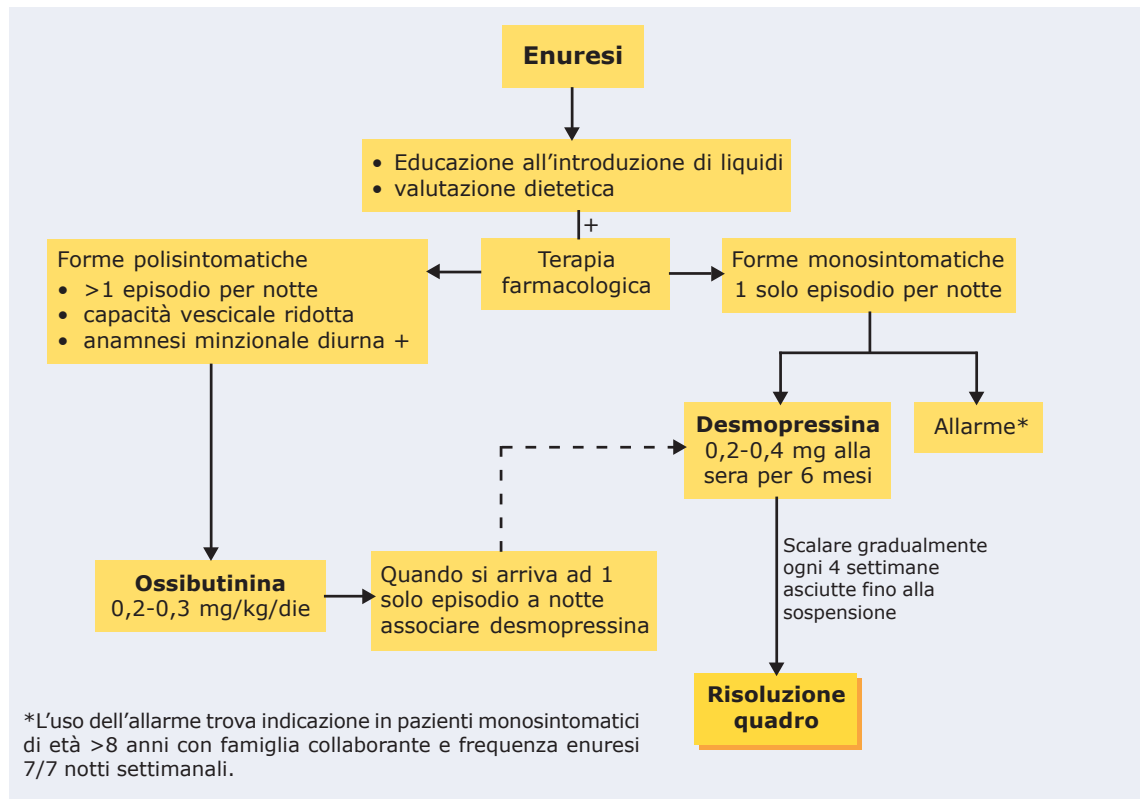 Enuresi
• Educazione all'introduzione di liquidi
• valutazione dietetica
+
Terapia
farmacologica
Forme polisintomatiche
• >1 episodio per notte
• capacità vescicale ridotta
• anamnesi minzionale diurna +
Forme monosintomatiche
1 solo episodio per notte
Desmopressina
0,2-0,4 mg alla
sera per 6 mesi
Allarme*
Ossibutinina
0,2-0,3 mg/kg/die
Quando si arriva ad 1
solo episodio a notte
associare desmopressina
Scalare gradualmente
ogni 4 settimane
asciutte fino alla
sospensione
Risoluzione
quadro
*L'uso dell'allarme trova indicazione in pazienti monosintomatici
di età >8 anni con famiglia collaborante e frequenza enuresi
7/7 notti settimanali.